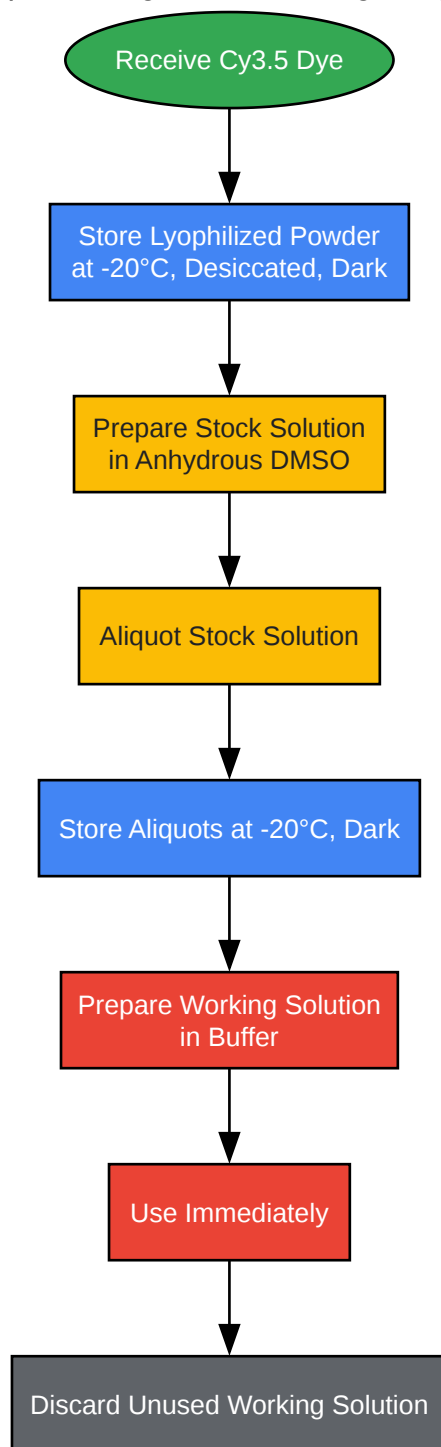 Receive Cy3.5 Dye
Store Lyophilized Powder
at -20°C, Desiccated, Dark
Prepare Stock Solution
in Anhydrous DMSO
Aliquot Stock Solution
Store Aliquots at -20°C, Dark
Prepare Working Solution
in Buffer
Use Immediately
Discard Unused Working Solution